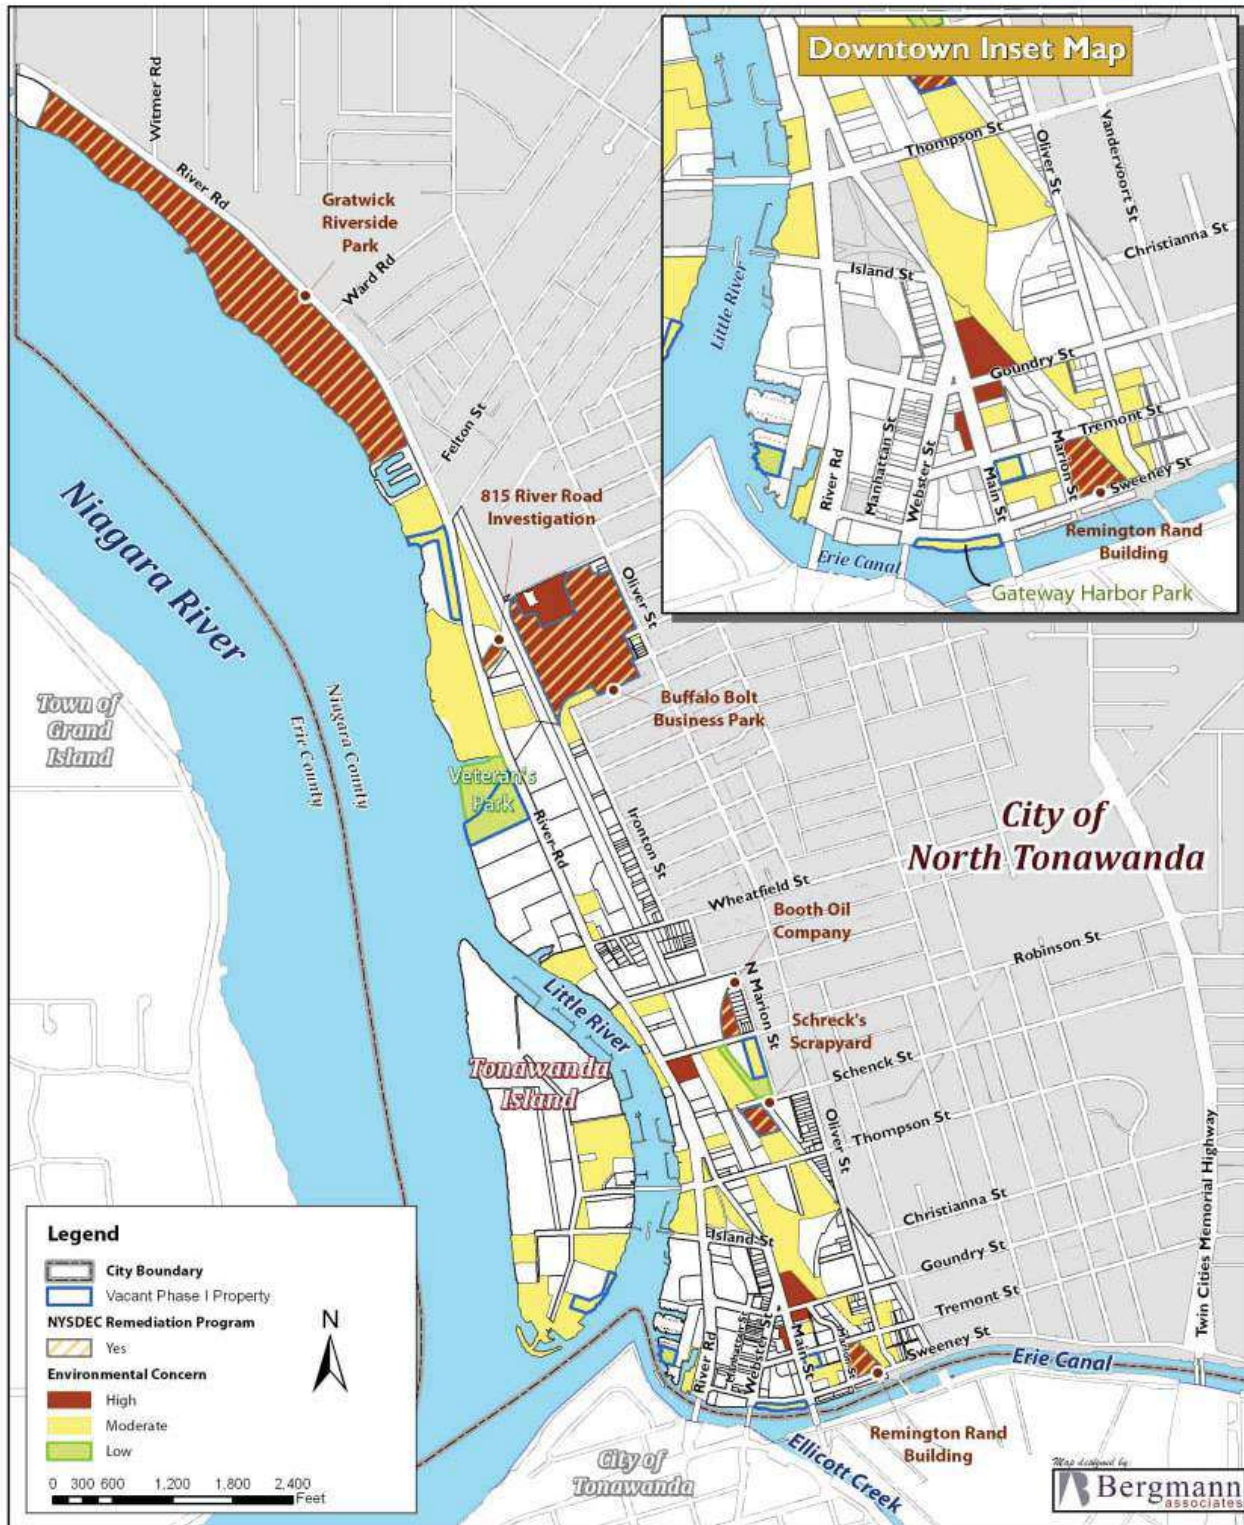 Downtown Inset Map
Thompson St
Oliver St
Vandervoort St
Christianna St
Island St
Little River
Goundry St
Tremont St
Manhattan St
Webster St
River Rd
Main St
Marion St
Sweeney St
Remington Rand
Building
Erie Canal
Gateway Harbor Park
Witmer Rd
River Rd
Gratwick
Riverside
Park
Ward Rd
Felton St
815 River Road
Investigation
Oliver St
Niagara River
Buffalo Bolt
Business Park
Town of
Grand
Island
Niagara County
Erie County
Veteran's
Park
River Rd
Ironton St
City of
North Tonawanda
Wheatfield St
Booth Oil
Company
Robinson St
N Marion St
Little River
Schreck's
Scrapyard
Tonawanda
Island
Schenck St
Oliver St
Thompson St
Twin Cities Memorial Highway
Christianna St
Island St
Goundry St
Tremont St
Sweeney St
River Rd
Manhattan St
Webster St
Main St
Marion St
Erie Canal
Remington Rand
Building
Ellicott Creek
City of
Tonawanda
Legend
City Boundary
Vacant Phase I Property
NYSDEC Remediation Program
Yes
Environmental Concern
High
Moderate
Low
0 300 600 1,200 1,800 2,400
Feet
N
Map designed by:
Bergmann
associates